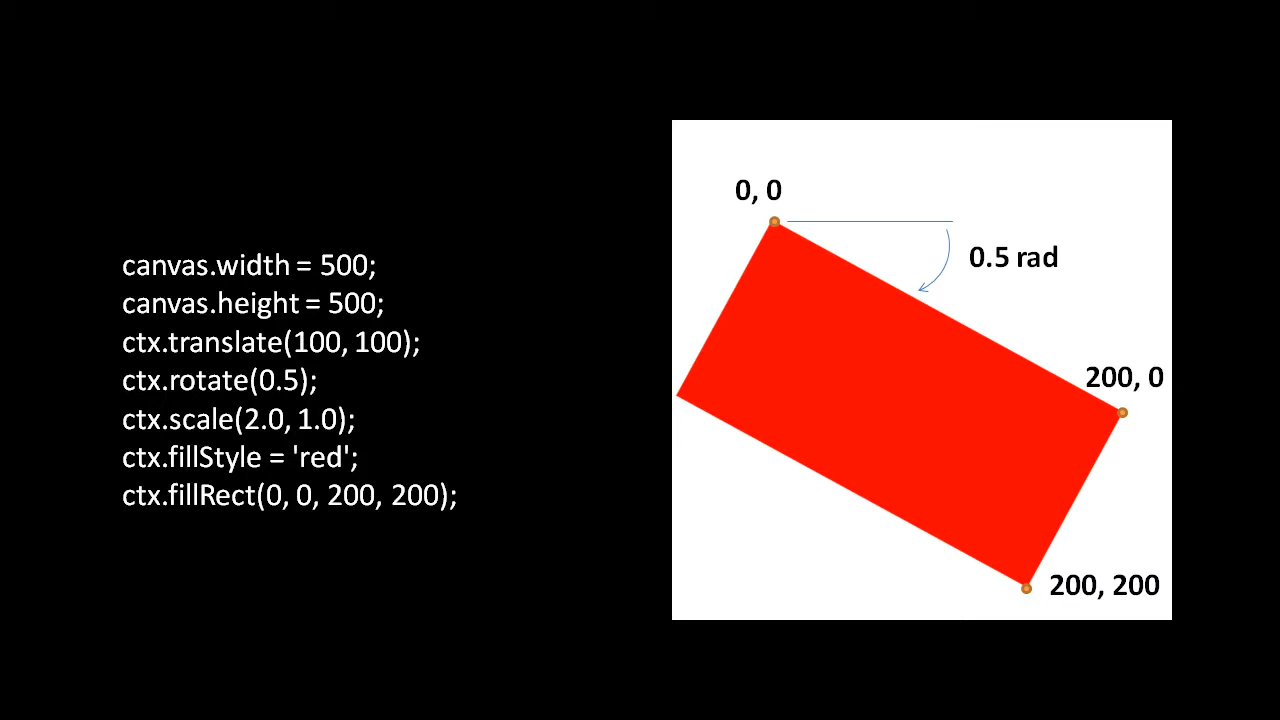 canvas.width = 500;
canvas.height = 500;
ctx.translate(100, 100);
ctx.rotate(0.5);
ctx.scale(2.0, 1.0);
ctx.fillStyle = 'red';
ctx.fillRect(0, 0, 200, 200);
0, 0
0.5 rad
200, 0
200, 200